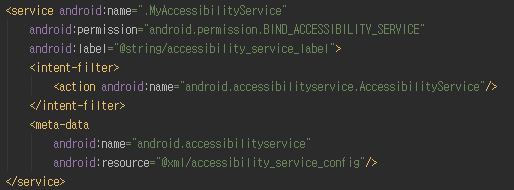 <service android:name=".MyAccessibilityService"
    android:permission="android.permission.BIND_ACCESSIBILITY_SERVICE"
    android:label="@string/accessibility_service_label">
    <intent-filter>
        <action android:name="android.accessibilityservice.AccessibilityService"/>
    </intent-filter>
    <meta-data
        android:name="android.accessibilityservice"
        android:resource="@xml/accessibility_service_config"/>
</service>